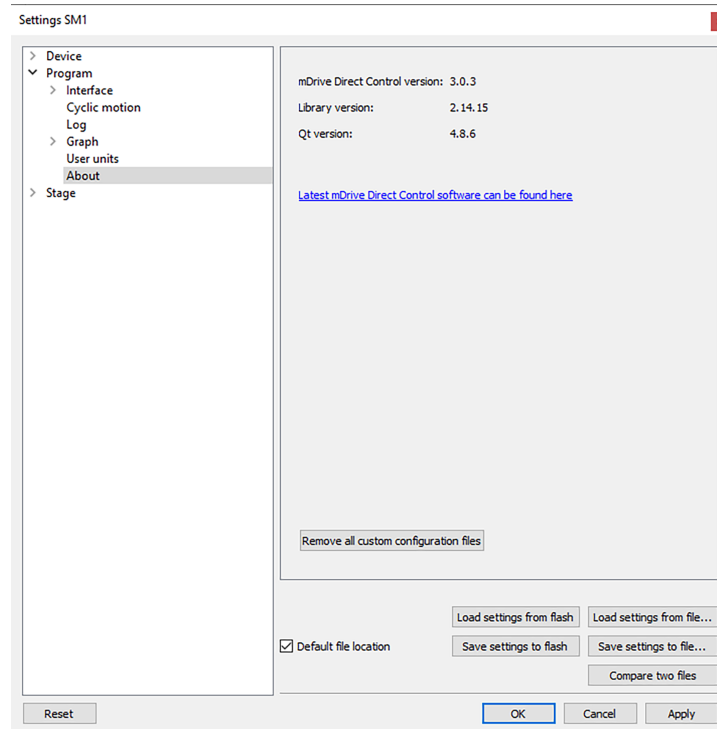 Settings SM1
Device
Program
Interface
Cyclic motion
Log
Graph
User units
About
Stage
mDrive Direct Control version: 3.0.3
Library version: 2.14.15
Qt version: 4.8.6
Latest mDrive Direct Control software can be found here
Remove all custom configuration files
Load settings from flash Load settings from file...
Default file location Save settings to flash Save settings to file...
Compare two files
Reset OK Cancel Apply